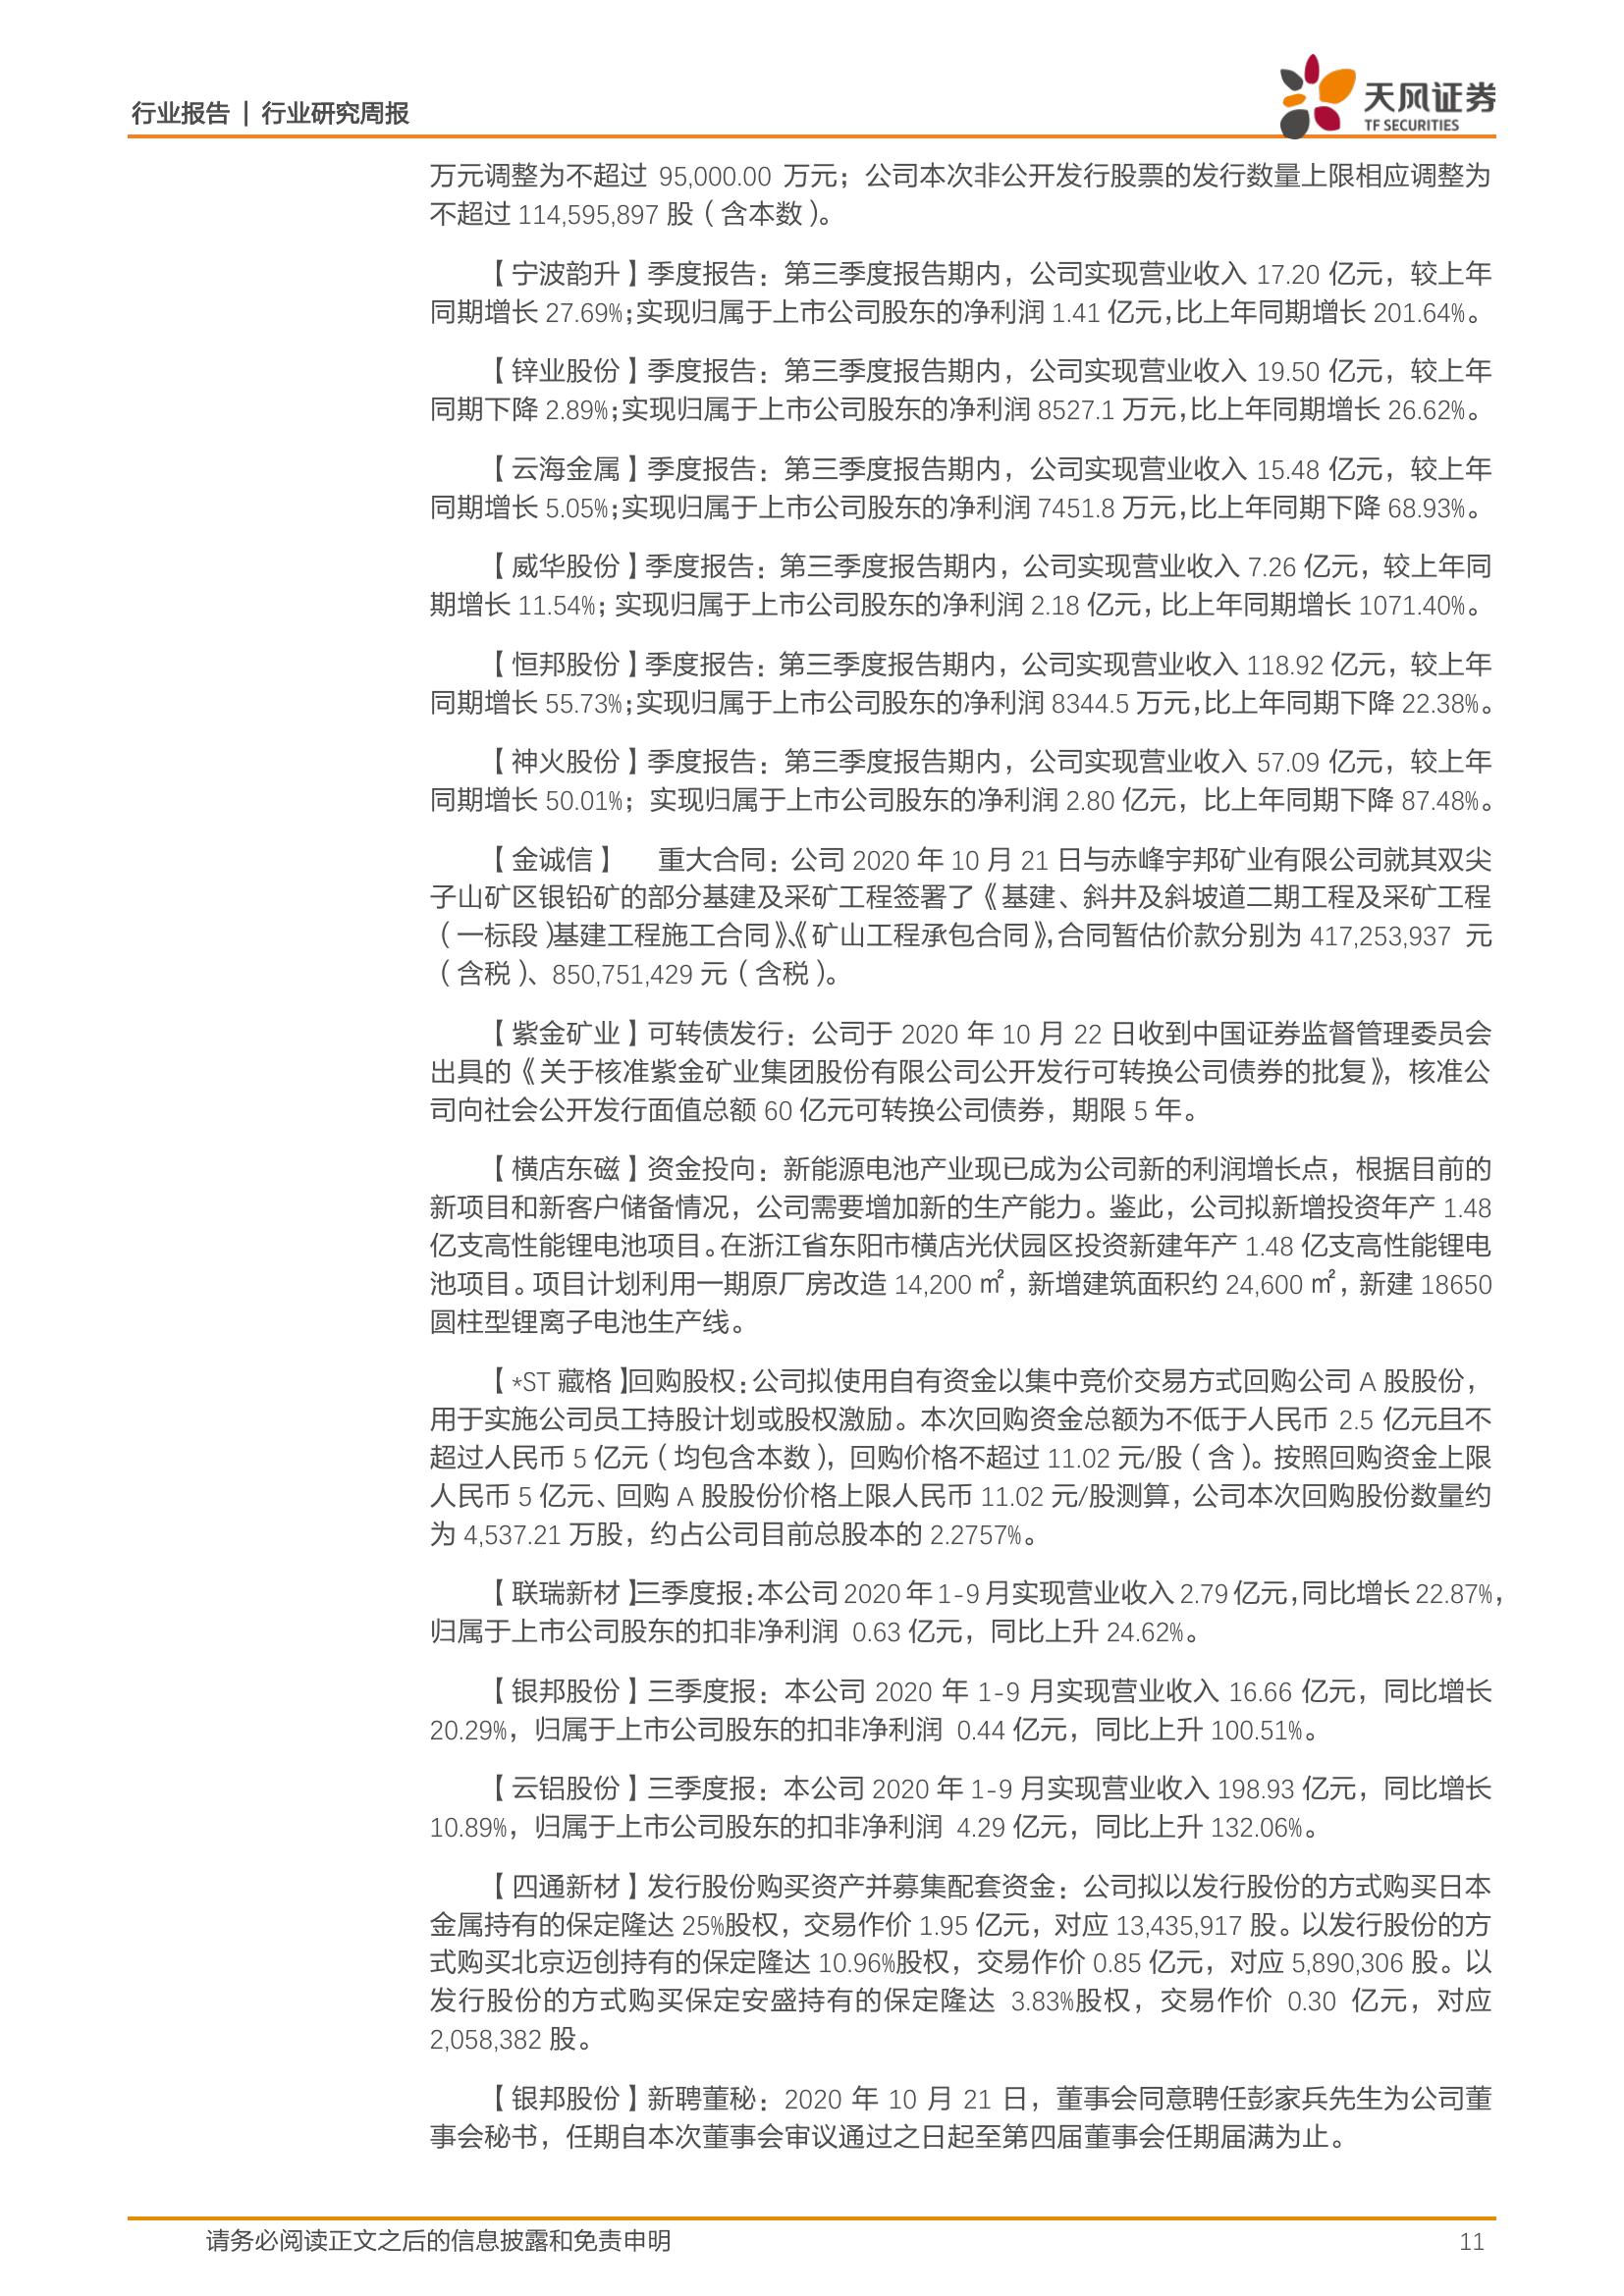 行业报告 | 行业研究周报
天风证券
TF SECURITIES
万元调整为不超过 95,000.00 万元；公司本次非公开发行股票的发行数量上限相应调整为
不超过 114,595,897 股（含本数）。
【宁波韵升】季度报告：第三季度报告期内，公司实现营业收入 17.20 亿元，较上年
同期增长 27.69%；实现归属于上市公司股东的净利润 1.41 亿元，比上年同期增长 201.64%。
【锌业股份】季度报告：第三季度报告期内，公司实现营业收入 19.50 亿元，较上年
同期下降 2.89%；实现归属于上市公司股东的净利润 8527.1 万元，比上年同期增长 26.62%。
【云海金属】季度报告：第三季度报告期内，公司实现营业收入 15.48 亿元，较上年
同期增长 5.05%；实现归属于上市公司股东的净利润 7451.8 万元，比上年同期下降 68.93%。
【威华股份】季度报告：第三季度报告期内，公司实现营业收入 7.26 亿元，较上年同
期增长 11.54%；实现归属于上市公司股东的净利润 2.18 亿元，比上年同期增长 1071.40%。
【恒邦股份】季度报告：第三季度报告期内，公司实现营业收入 118.92 亿元，较上年
同期增长 55.73%；实现归属于上市公司股东的净利润 8344.5 万元，比上年同期下降 22.38%。
【神火股份】季度报告：第三季度报告期内，公司实现营业收入 57.09 亿元，较上年
同期增长 50.01%；实现归属于上市公司股东的净利润 2.80 亿元，比上年同期下降 87.48%。
【金诚信】 重大合同：公司 2020 年 10 月 21 日与赤峰宇邦矿业有限公司就其双尖
子山矿区银铅矿的部分基建及采矿工程签署了《基建、斜井及斜坡道二期工程及采矿工程
（一标段）基建工程施工合同》、《矿山工程承包合同》，合同暂估价款分别为 417,253,937 元
（含税）、850,751,429 元（含税）。
【紫金矿业】可转债发行：公司于 2020 年 10 月 22 日收到中国证券监督管理委员会
出具的《关于核准紫金矿业集团股份有限公司公开发行可转换公司债券的批复》，核准公
司向社会公开发行面值总额 60 亿元可转换公司债券，期限 5 年。
【横店东磁】资金投向：新能源电池产业现已成为公司新的利润增长点，根据目前的
新项目和新客户储备情况，公司需要增加新的生产能力。鉴此，公司拟新增投资年产 1.48
亿支高性能锂电池项目。在浙江省东阳市横店光伏园区投资新建年产 1.48 亿支高性能锂电
池项目。项目计划利用一期原厂房改造 14,200 ㎡，新增建筑面积约 24,600 ㎡，新建 18650
圆柱型锂离子电池生产线。
【*ST 藏格】回购股权：公司拟使用自有资金以集中竞价交易方式回购公司 A 股股份，
用于实施公司员工持股计划或股权激励。本次回购资金总额为不低于人民币 2.5 亿元且不
超过人民币 5 亿元（均包含本数），回购价格不超过 11.02 元/股（含）。按照回购资金上限
人民币 5 亿元、回购 A 股股份价格上限人民币 11.02 元/股测算，公司本次回购股份数量约
为 4,537.21 万股，约占公司目前总股本的 2.2757%。
【联瑞新材】三季度报：本公司 2020 年 1-9 月实现营业收入 2.79 亿元，同比增长 22.87%，
归属于上市公司股东的扣非净利润 0.63 亿元，同比上升 24.62%。
【银邦股份】三季度报：本公司 2020 年 1-9 月实现营业收入 16.66 亿元，同比增长
20.29%，归属于上市公司股东的扣非净利润 0.44 亿元，同比上升 100.51%。
【云铝股份】三季度报：本公司 2020 年 1-9 月实现营业收入 198.93 亿元，同比增长
10.89%，归属于上市公司股东的扣非净利润 4.29 亿元，同比上升 132.06%。
【四通新材】发行股份购买资产并募集配套资金：公司拟以发行股份的方式购买日本
金属持有的保定隆达 25%股权，交易作价 1.95 亿元，对应 13,435,917 股。以发行股份的方
式购买北京迈创持有的保定隆达 10.96%股权，交易作价 0.85 亿元，对应 5,890,306 股。以
发行股份的方式购买保定安盛持有的保定隆达 3.83%股权，交易作价 0.30 亿元，对应
2,058,382 股。
【银邦股份】新聘董秘：2020 年 10 月 21 日，董事会同意聘任彭家兵先生为公司董
事会秘书，任期自本次董事会审议通过之日起至第四届董事会任期届满为止。
请务必阅读正文之后的信息披露和免责申明
11